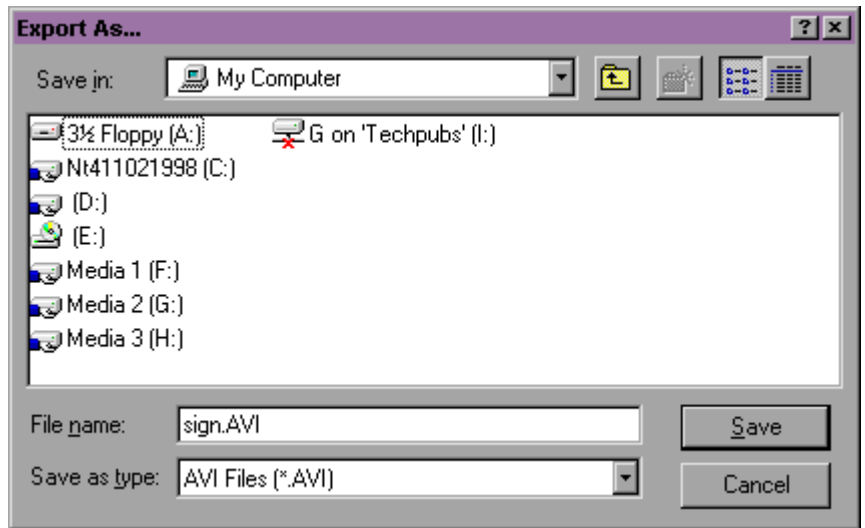 Export As...
Save in: My Computer
3½ Floppy (A:)
Nt411021998 (C:)
(D:)
(E:)
Media 1 (F:)
Media 2 (G:)
Media 3 (H:)
G on 'Techpubs' (I:)
File name: sign.AVI
Save
Save as type: AVI Files (*.AVI)
Cancel